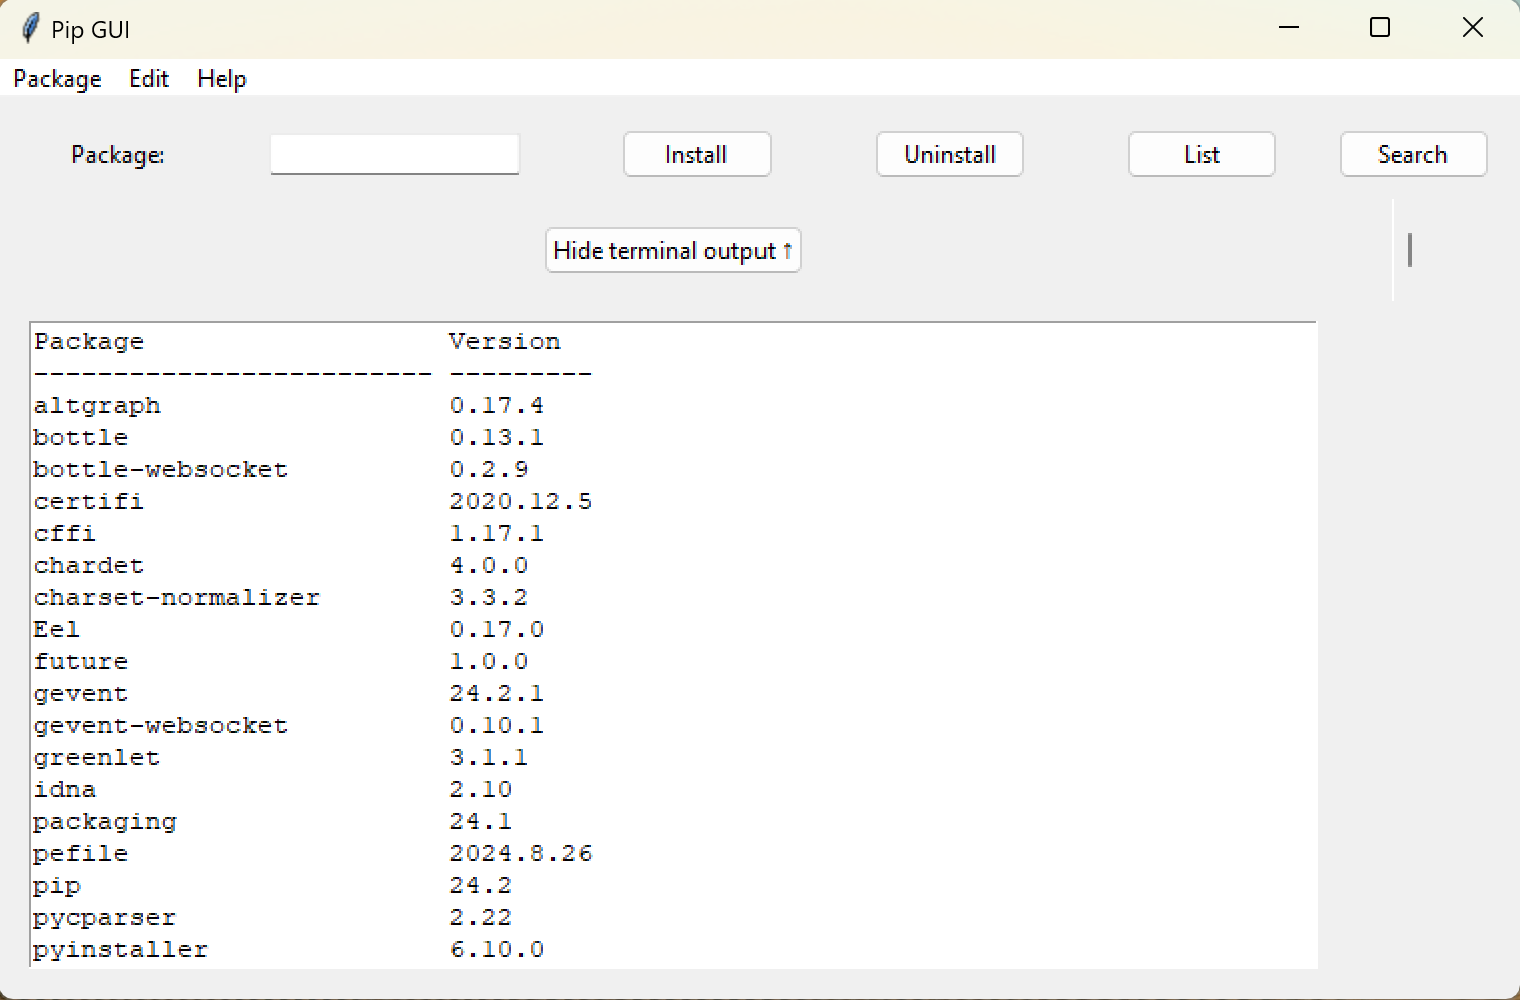 Pip GUI
Package Edit Help
Package: Install Uninstall List Search
Hide terminal output ↑
Package Version
------------------------- ---------
altgraph 0.17.4
bottle 0.13.1
bottle-websocket 0.2.9
certifi 2020.12.5
cffi 1.17.1
chardet 4.0.0
charset-normalizer 3.3.2
Eel 0.17.0
future 1.0.0
gevent 24.2.1
gevent-websocket 0.10.1
greenlet 3.1.1
idna 2.10
packaging 24.1
pefile 2024.8.26
pip 24.2
pycparser 2.22
pyinstaller 6.10.0